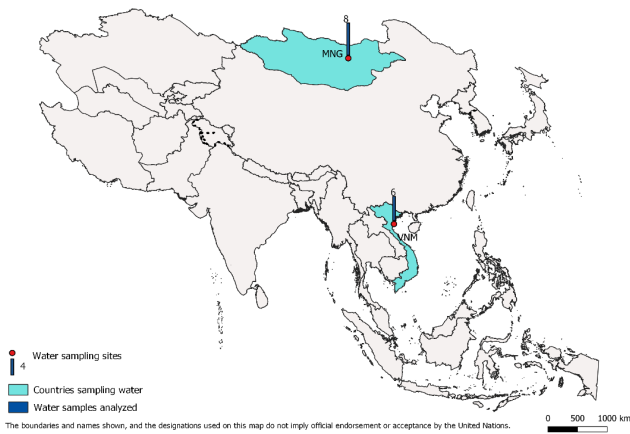 8
MNG
6
VNM
Water sampling sites
4
Countries sampling water
Water samples analyzed
0 500 1000 km
The boundaries and names shown, and the designations used on this map do not imply official endorsement or acceptance by the United Nations.